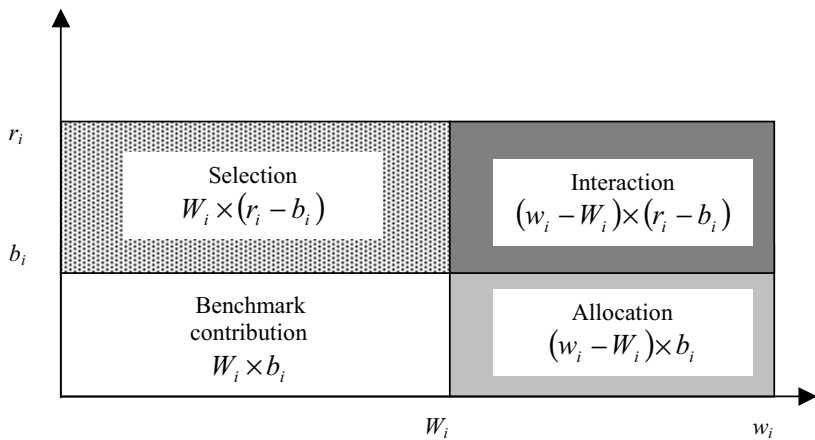 r_i
Selection
W_i × (r_i − b_i)
Interaction
(w_i − W_i) × (r_i − b_i)
b_i
Benchmark
contribution
W_i × b_i
Allocation
(w_i − W_i) × b_i
W_i
w_i